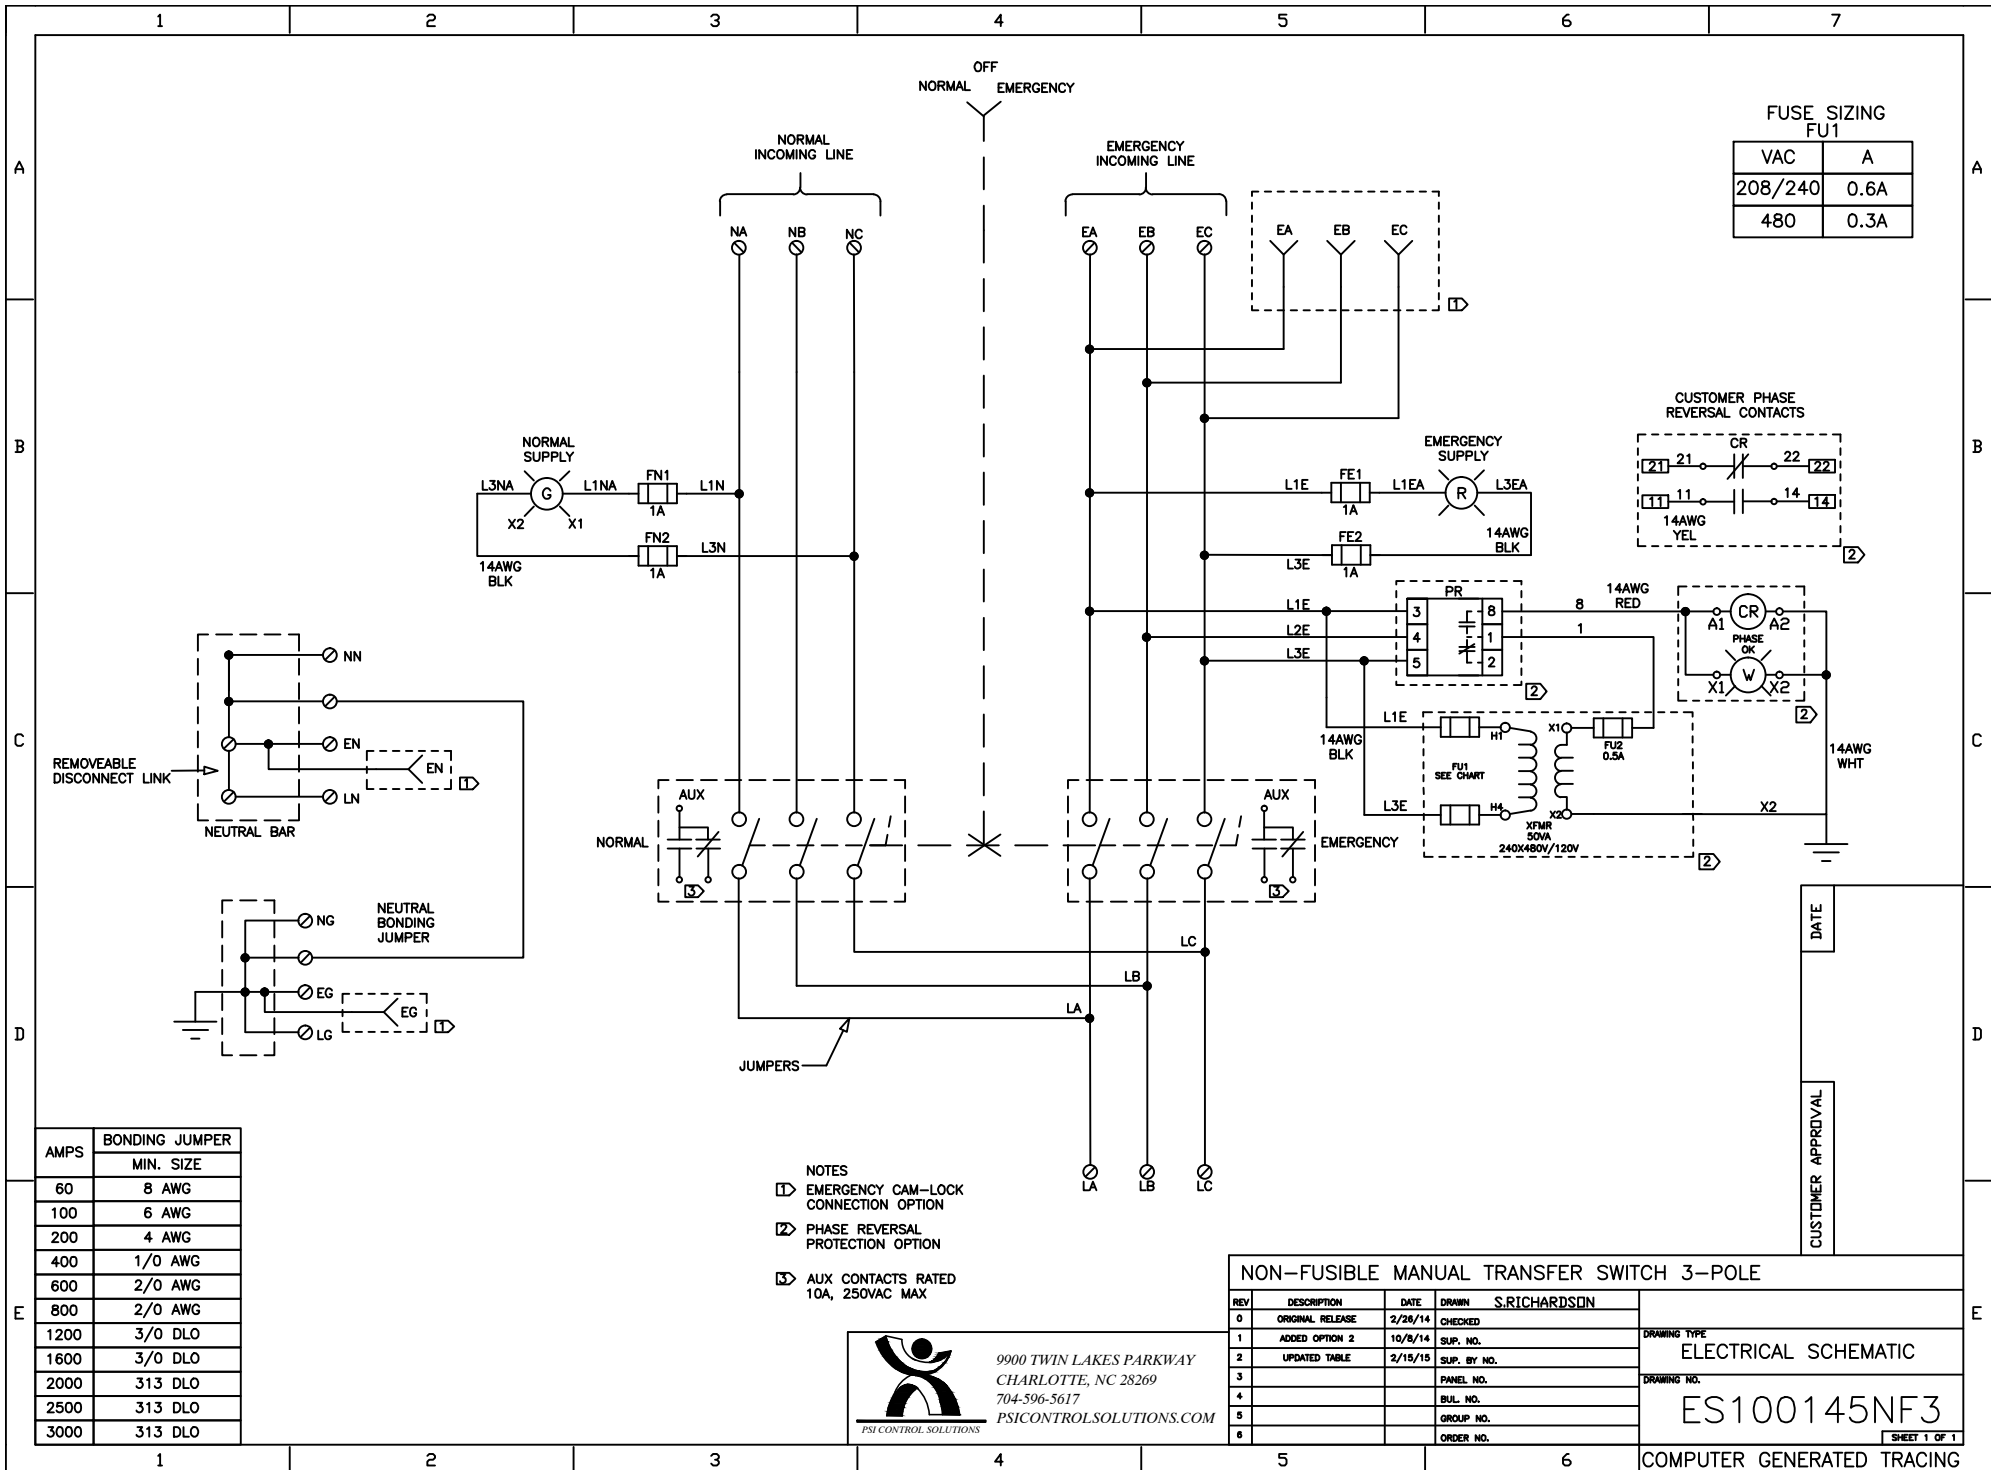 1 2 3 4 5 6 7
A
B
C
D
E
A
B
C
D
E
OFF
NORMAL EMERGENCY
NORMAL
INCOMING LINE
NA NB NC
EMERGENCY
INCOMING LINE
EA EB EC
EA EB EC
1
FUSE SIZING
FU1
VAC A
208/240 0.6A
480 0.3A
NORMAL
SUPPLY
L3NA G L1NA FN1 L1N
X2 X1 1A
FN2 L3N
1A
14AWG
BLK
EMERGENCY
SUPPLY
L1E FE1 L1EA R L3EA
1A
FE2
L3E 1A
14AWG
BLK
CUSTOMER PHASE
REVERSAL CONTACTS
CR
21 21 22 22
11 11 14 14
14AWG
YEL
2
PR
L1E 3 8 8
L2E 4 1 1
L3E 5 2
2
14AWG
RED
A1 CR A2
PHASE
OK
X1 W X2
2
14AWG
WHT
L1E
14AWG
BLK
L3E
H1
FU1
SEE CHART
H4
X1
FU2
0.5A
X2
XFMR
50VA
240X480V/120V
X2
2
NN
EN
EN
1
LN
REMOVEABLE
DISCONNECT LINK
NEUTRAL BAR
NORMAL
AUX
3
AUX
3
EMERGENCY
NG
EG
EG
1
LG
NEUTRAL
BONDING
JUMPER
LC
LB
LA
JUMPERS
LA LB LC
AMPS BONDING JUMPER
MIN. SIZE
60 8 AWG
100 6 AWG
200 4 AWG
400 1/0 AWG
600 2/0 AWG
800 2/0 AWG
1200 3/0 DLO
1600 3/0 DLO
2000 313 DLO
2500 313 DLO
3000 313 DLO
NOTES
1 EMERGENCY CAM-LOCK
CONNECTION OPTION
2 PHASE REVERSAL
PROTECTION OPTION
3 AUX CONTACTS RATED
10A, 250VAC MAX
DATE
CUSTOMER APPROVAL
PSI CONTROL SOLUTIONS
9900 TWIN LAKES PARKWAY
CHARLOTTE, NC 28269
704-596-5617
PSICONTROLSOLUTIONS.COM
NON-FUSIBLE MANUAL TRANSFER SWITCH 3-POLE
REV DESCRIPTION DATE DRAWN S.RICHARDSON
0 ORIGINAL RELEASE 2/26/14 CHECKED
1 ADDED OPTION 2 10/8/14 SUP. NO.
2 UPDATED TABLE 2/15/15 SUP. BY NO.
3 PANEL NO.
4 BUL. NO.
5 GROUP NO.
6 ORDER NO.
DRAWING TYPE
ELECTRICAL SCHEMATIC
DRAWING NO.
ES100145NF3
SHEET 1 OF 1
COMPUTER GENERATED TRACING
1 2 3 4 5 6